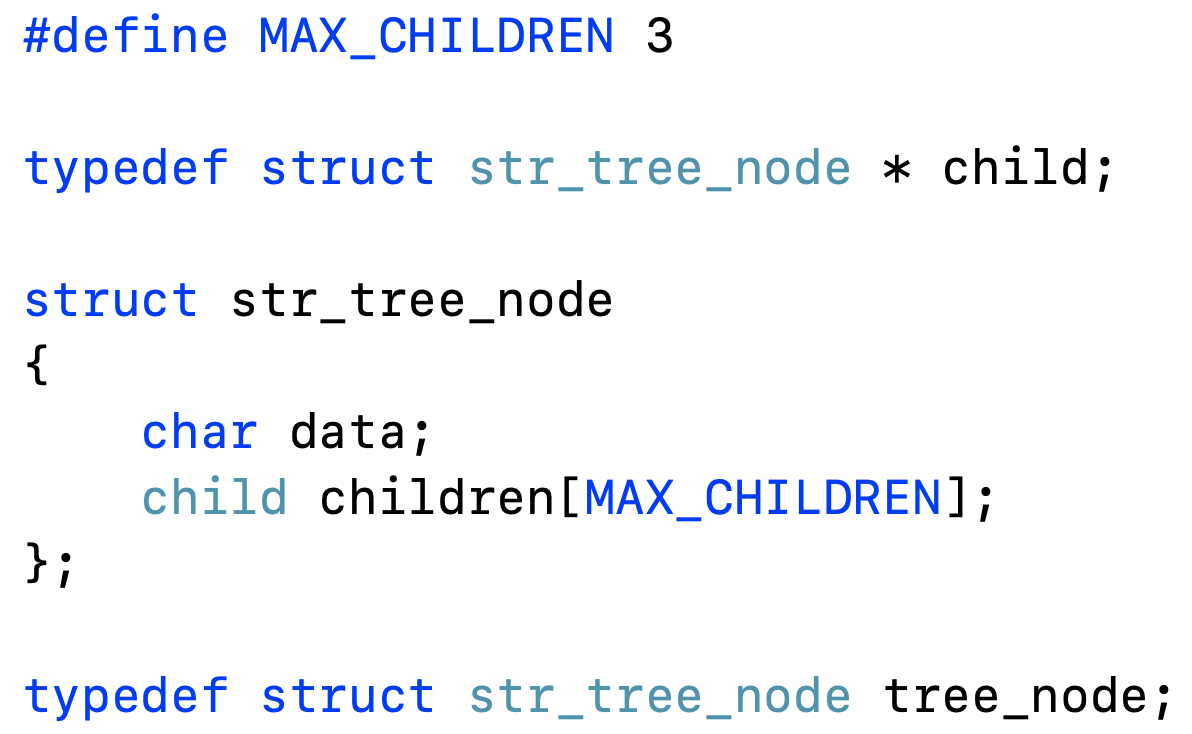 #define MAX_CHILDREN 3
typedef struct str_tree_node * child;
struct str_tree_node
{
    char data;
    child children[MAX_CHILDREN];
};
typedef struct str_tree_node tree_node;